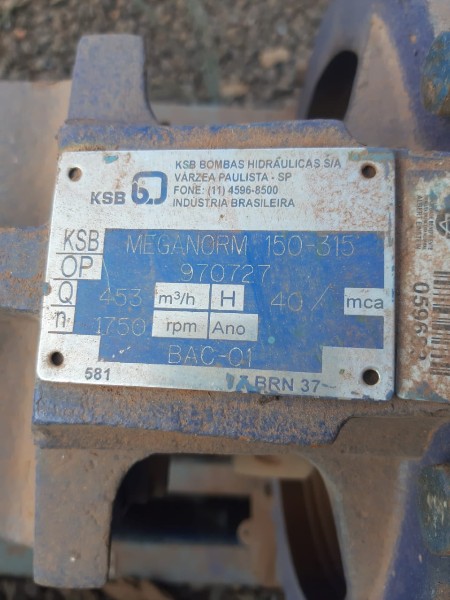 KSB
KSB BOMBAS HIDRÁULICAS S/A
VÁRZEA PAULISTA - SP
FONE: (11) 4596-8500
INDÚSTRIA BRASILEIRA
KSB MEGANORM 150-315
OP 970727
Q 453 m³/h H 40/ mca
n 1750 rpm Ano
BAC-01
581 BRN 37
0596